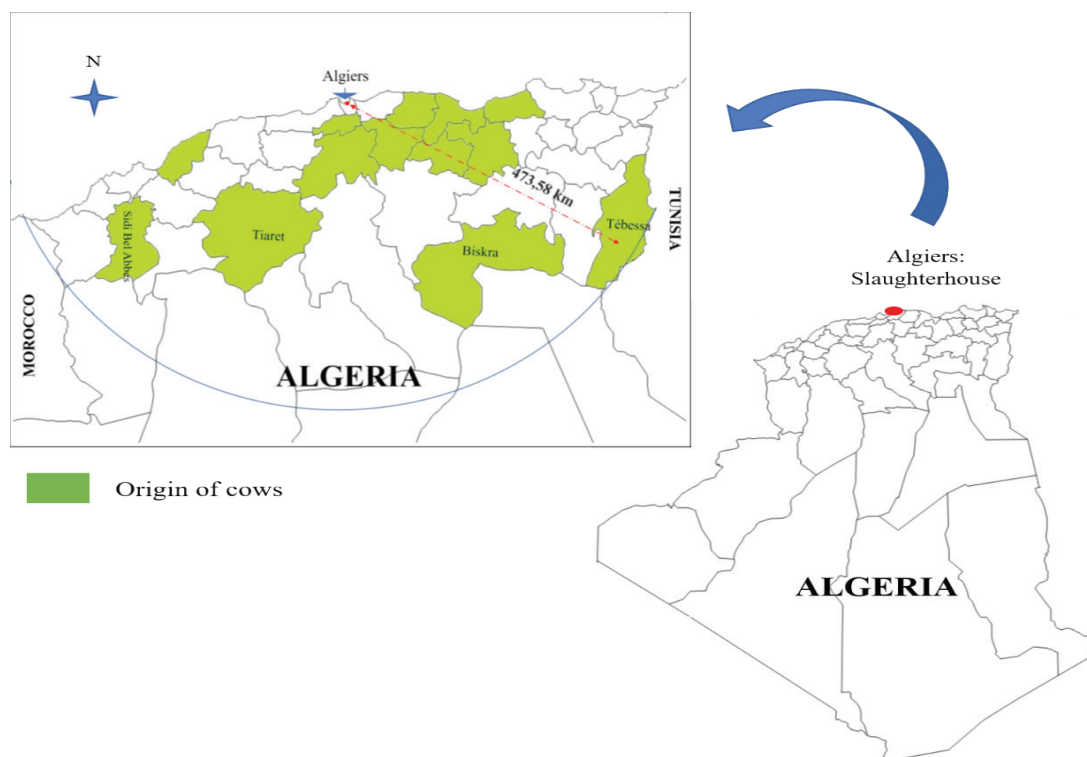 N
Algiers
473,58 km
Sidi Bel Abbes
Tiaret
Biskra
Tébessa
TUNISIA
MOROCCO
ALGERIA
Origin of cows
Algiers:
Slaughterhouse
ALGERIA